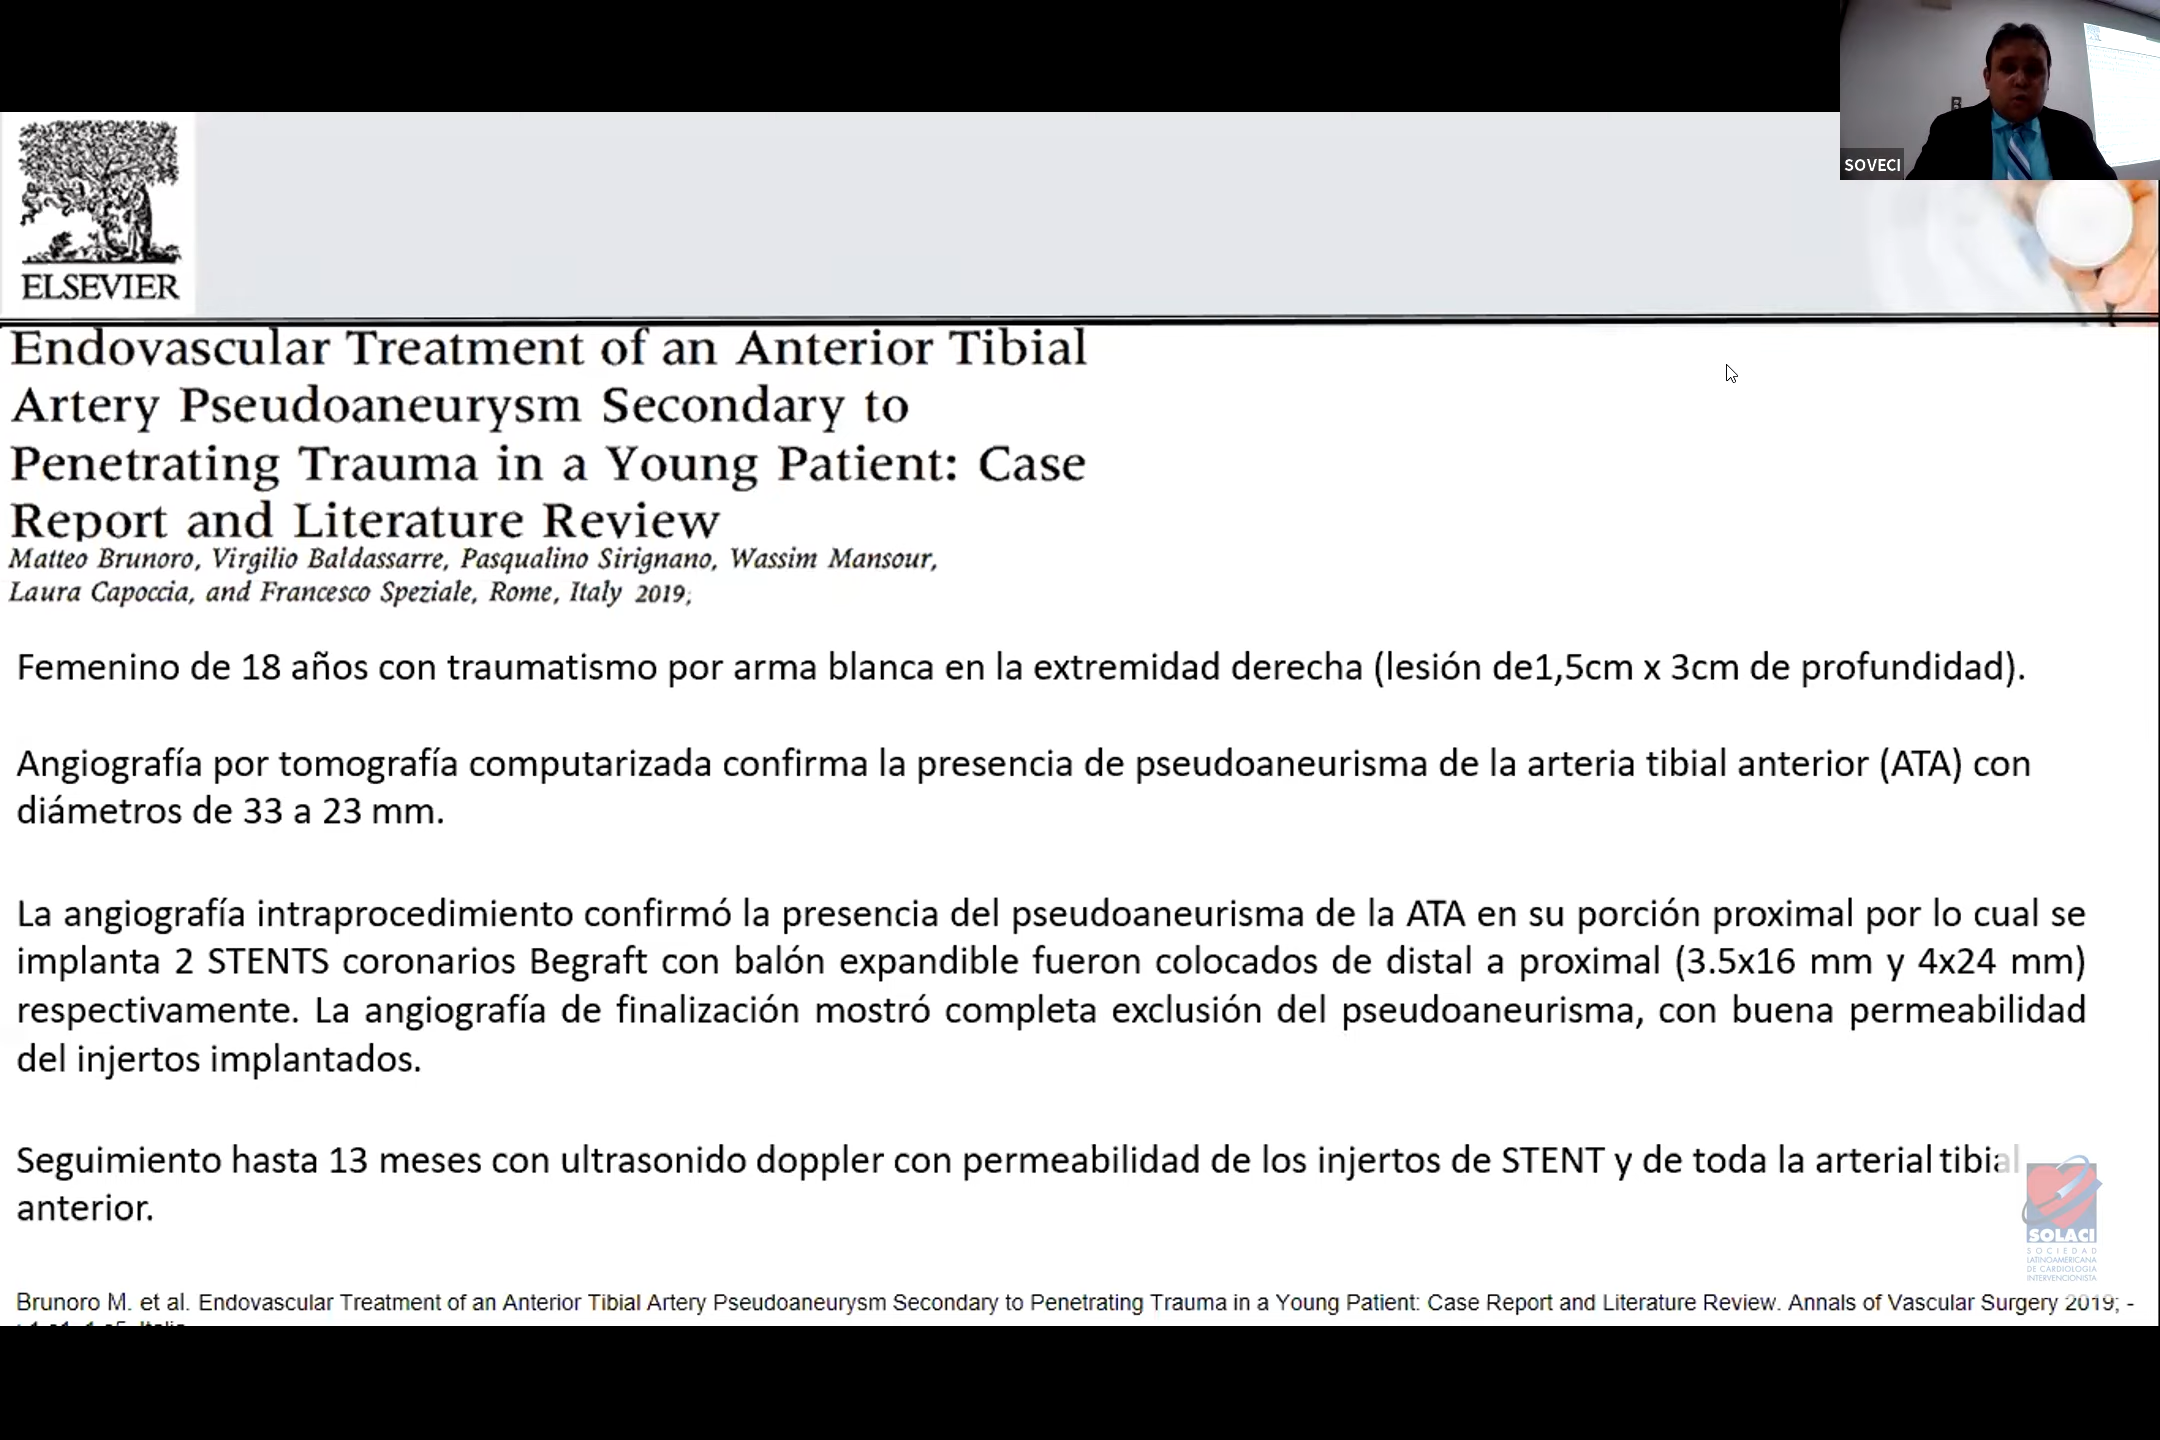 SOVECI
ELSEVIER
Endovascular Treatment of an Anterior Tibial
Artery Pseudoaneurysm Secondary to
Penetrating Trauma in a Young Patient: Case
Report and Literature Review
Matteo Brunoro, Virgilio Baldassarre, Pasqualino Sirignano, Wassim Mansour,
Laura Capoccia, and Francesco Speziale, Rome, Italy 2019;
Femenino de 18 años con traumatismo por arma blanca en la extremidad derecha (lesión de1,5cm x 3cm de profundidad).
Angiografía por tomografía computarizada confirma la presencia de pseudoaneurisma de la arteria tibial anterior (ATA) con
diámetros de 33 a 23 mm.
La angiografía intraprocedimiento confirmó la presencia del pseudoaneurisma de la ATA en su porción proximal por lo cual se
implanta 2 STENTS coronarios Begraft con balón expandible fueron colocados de distal a proximal (3.5x16 mm y 4x24 mm)
respectivamente. La angiografía de finalización mostró completa exclusión del pseudoaneurisma, con buena permeabilidad
del injertos implantados.
Seguimiento hasta 13 meses con ultrasonido doppler con permeabilidad de los injertos de STENT y de toda la arterial tibial
anterior.
SOLACI
SOCIEDAD
LATINOAMERICANA
DE CARDIOLOGIA
INTERVENCIONISTA
Brunoro M. et al. Endovascular Treatment of an Anterior Tibial Artery Pseudoaneurysm Secondary to Penetrating Trauma in a Young Patient: Case Report and Literature Review. Annals of Vascular Surgery 2019; -